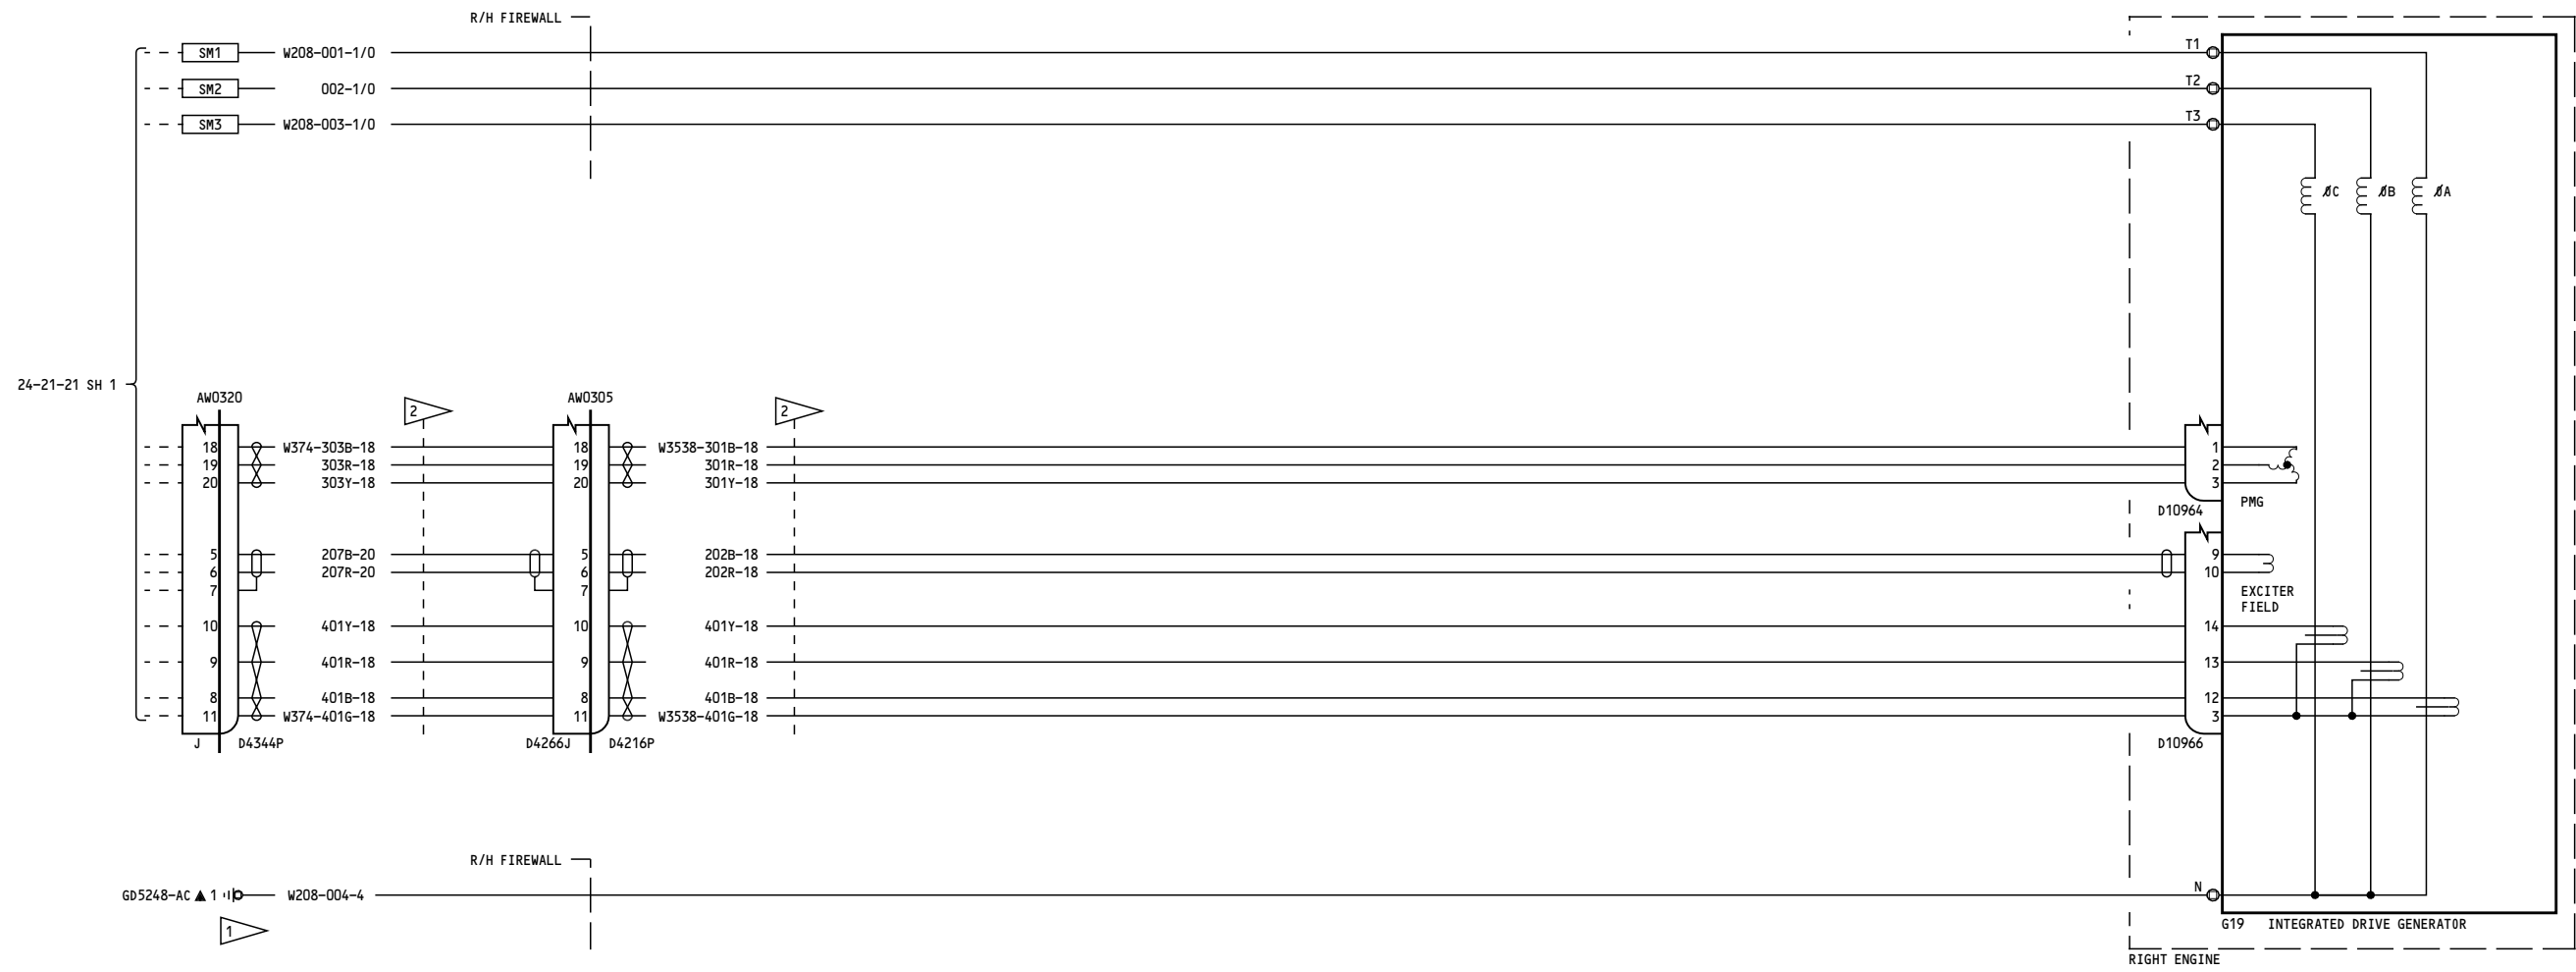 R/H FIREWALL
SM1 W208-001-1/0 T1
SM2 002-1/0 T2
SM3 W208-003-1/0 T3
ØC ØB ØA
24-21-21 SH 1
AW0320 AW0305
2 2
18 W374-303B-18 18 W3538-301B-18 1
19 303R-18 19 301R-18 2
20 303Y-18 20 301Y-18 3
PMG
D10964
5 207B-20 5 202B-18 9
6 207R-20 6 202R-18 10
7 7
EXCITER
FIELD
10 401Y-18 10 401Y-18 14
9 401R-18 9 401R-18 13
8 401B-18 8 401B-18 12
11 W374-401G-18 11 W3538-401G-18 3
J D4344P D4266J D4216P D10966
R/H FIREWALL
GD5248-AC ▲ 1 W208-004-4 N
1
G19 INTEGRATED DRIVE GENERATOR
RIGHT ENGINE